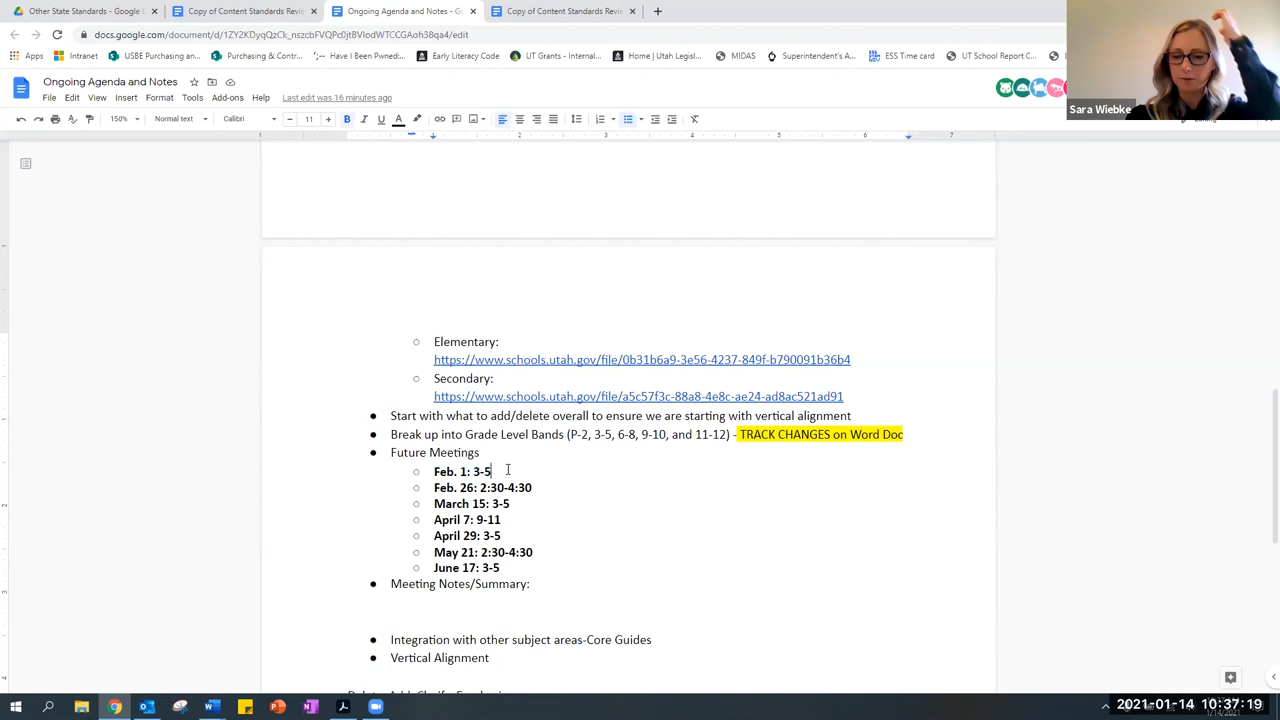 Other State Standards - Google D
Copy of Content Standards Revie
Ongoing Agenda and Notes - Goo
Copy of Content Standards Revie
docs.google.com/document/d/1ZY2KDyqQzCk_nszcbFVQPc0jtBVlodWTCCGAoh38qa4/edit
Apps
Intranet
USBE Purchasing an...
Purchasing & Contr...
Have I Been Pwned:...
Early Literacy Code
UT Grants - Internal...
Home | Utah Legisl...
MIDAS
Superintendent's A...
ESS Time card
UT School Report C...
Ongoing Agenda and Notes
File Edit View Insert Format Tools Add-ons Help Last edit was 16 minutes ago
150% Normal text Calibri 11
Sara Wiebke
Elementary:
https://www.schools.utah.gov/file/0b31b6a9-3e56-4237-849f-b790091b36b4
Secondary:
https://www.schools.utah.gov/file/a5c57f3c-88a8-4e8c-ae24-ad8ac521ad91
Start with what to add/delete overall to ensure we are starting with vertical alignment
Break up into Grade Level Bands (P-2, 3-5, 6-8, 9-10, and 11-12) - TRACK CHANGES on Word Doc
Future Meetings
Feb. 1: 3-5
Feb. 26: 2:30-4:30
March 15: 3-5
April 7: 9-11
April 29: 3-5
May 21: 2:30-4:30
June 17: 3-5
Meeting Notes/Summary:
Integration with other subject areas-Core Guides
Vertical Alignment
2021-01-14 10:37:19